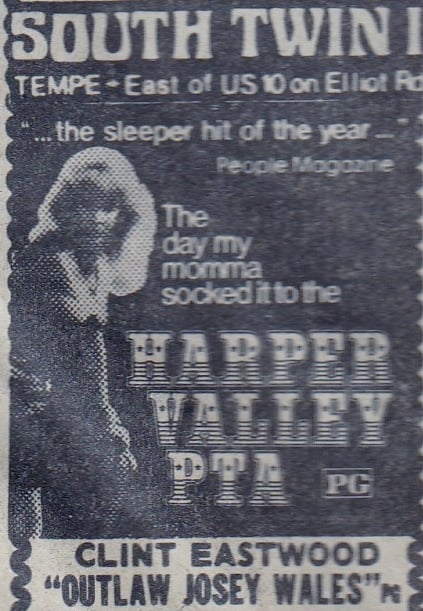 SOUTH TWIN I
TEMPE - East of US 10 on Elliot Rd
"...the sleeper hit of the year..."
People Magazine
The
day my
momma
socked it to the
HARPER
VALLEY
PTA PG
CLINT EASTWOOD
"OUTLAW JOSEY WALES" PG